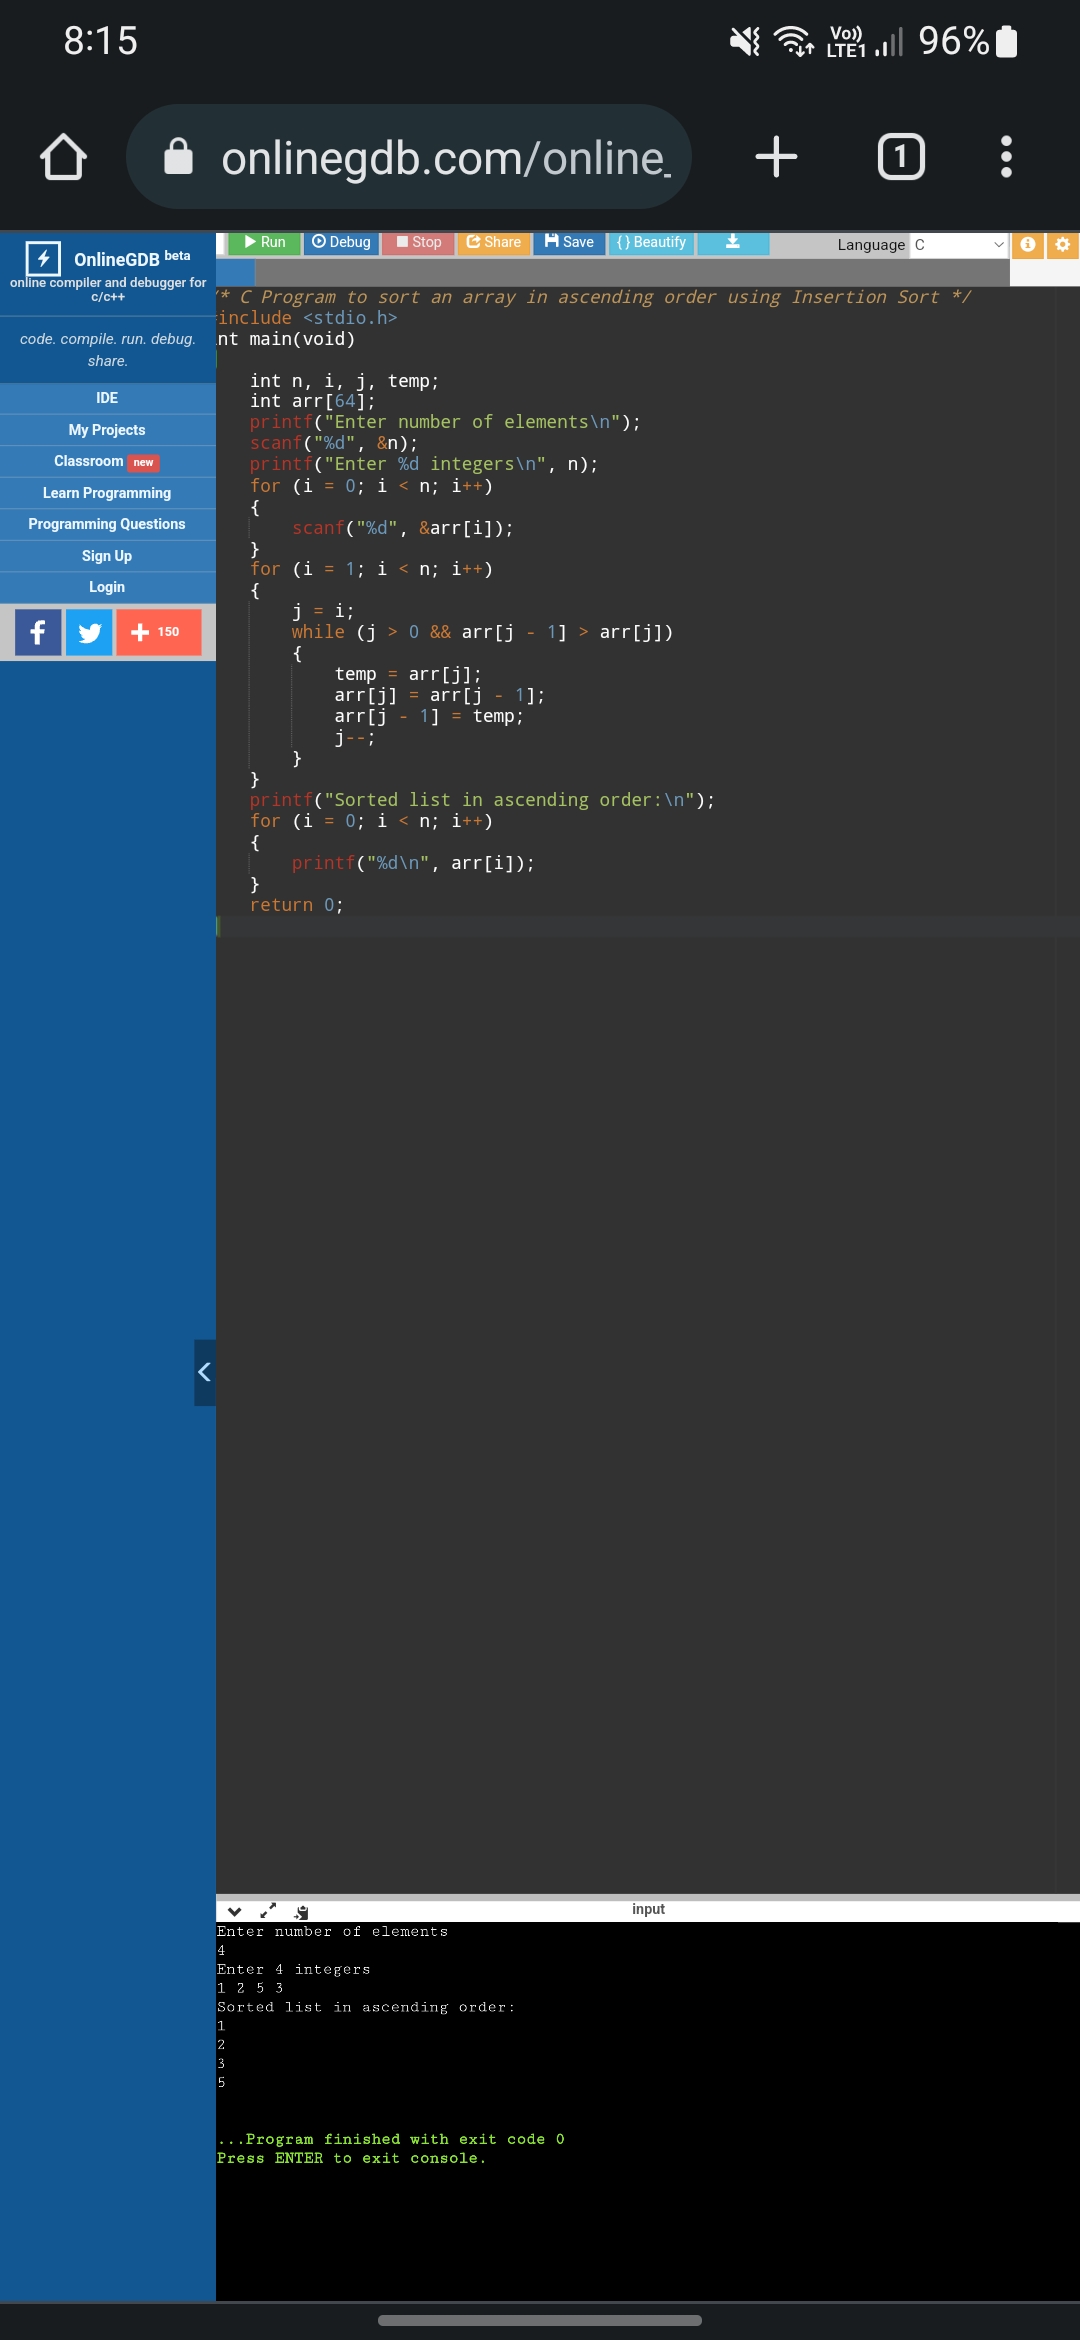 8:15
Vo)) LTE1 96%
onlinegdb.com/online_
1
OnlineGDB beta
online compiler and debugger for
c/c++
code. compile. run. debug.
share.
IDE
My Projects
Classroom new
Learn Programming
Programming Questions
Sign Up
Login
150
Run Debug Stop Share Save {} Beautify
Language C
/* C Program to sort an array in ascending order using Insertion Sort */
include <stdio.h>
nt main(void)
int n, i, j, temp;
int arr[64];
printf("Enter number of elements\n");
scanf("%d", &n);
printf("Enter %d integers\n", n);
for (i = 0; i < n; i++)
{
scanf("%d", &arr[i]);
}
for (i = 1; i < n; i++)
{
j = i;
while (j > 0 && arr[j - 1] > arr[j])
{
temp = arr[j];
arr[j] = arr[j - 1];
arr[j - 1] = temp;
j--;
}
}
printf("Sorted list in ascending order:\n");
for (i = 0; i < n; i++)
{
printf("%d\n", arr[i]);
}
return 0;
input
Enter number of elements
4
Enter 4 integers
1 2 5 3
Sorted list in ascending order:
1
2
3
5
...Program finished with exit code 0
Press ENTER to exit console.